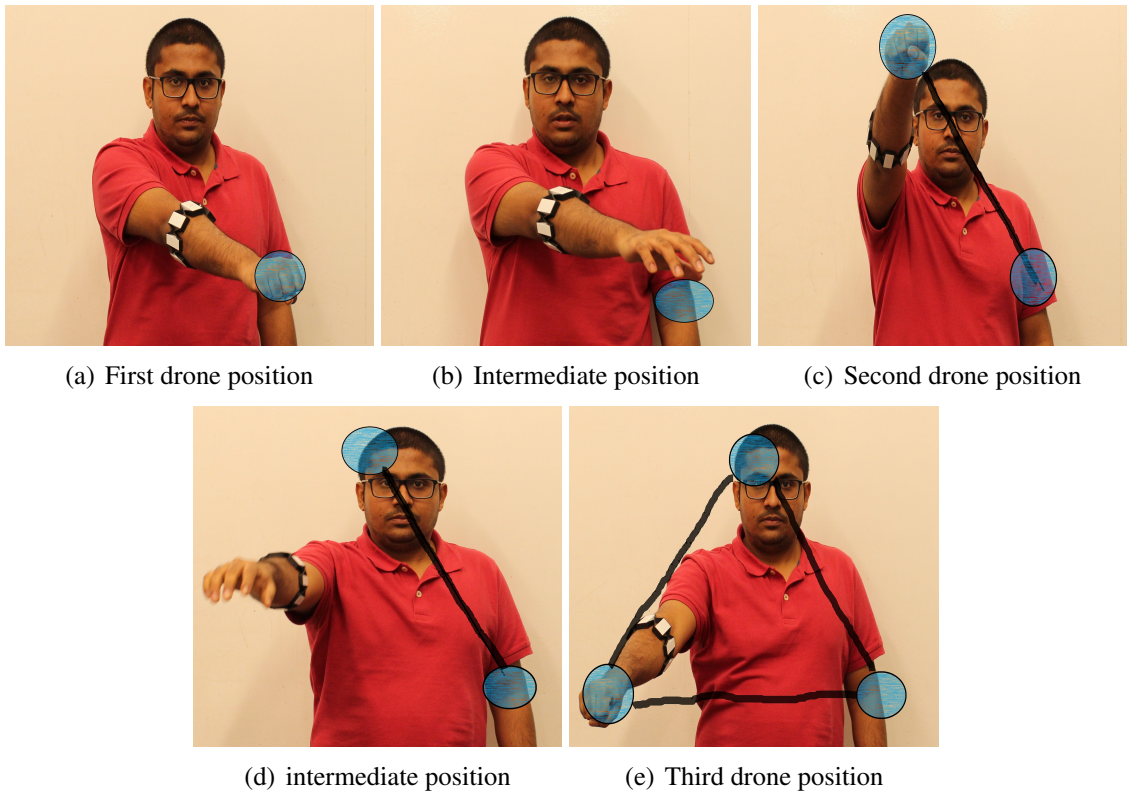 (a) First drone position
(b) Intermediate position
(c) Second drone position
(d) intermediate position
(e) Third drone position